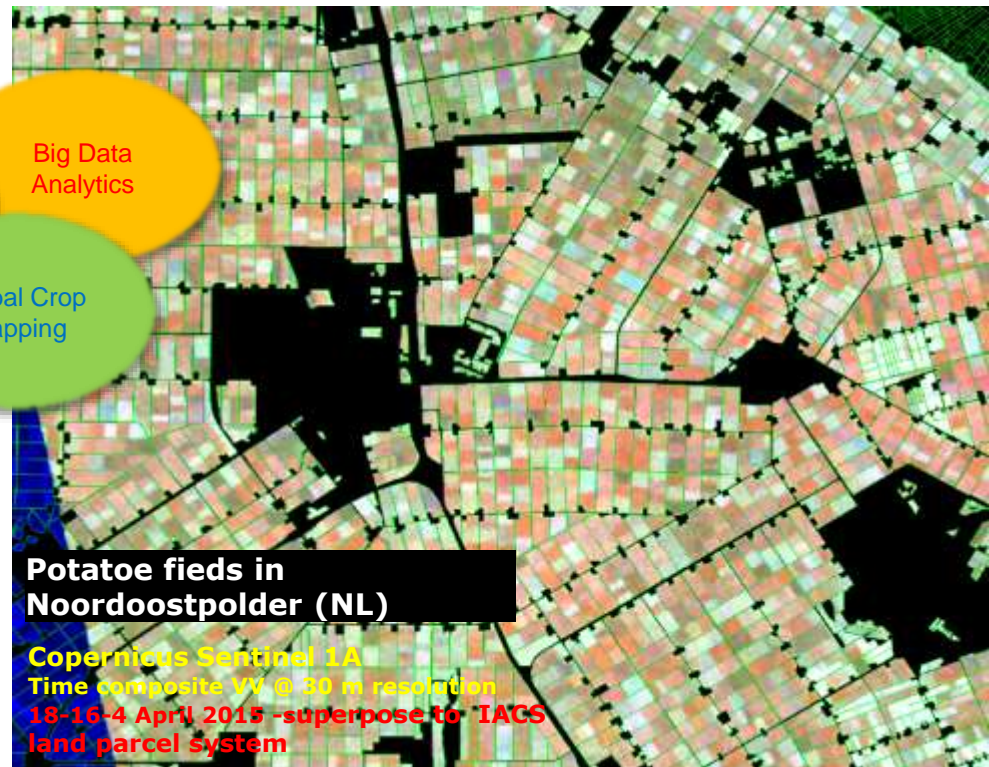 Big Data
Analytics
bal Crop
apping
Potatoe fieds in
Noordoostpolder (NL)
Copernicus Sentinel 1A
Time composite VV @ 30 m resolution
18-16-4 April 2015 -superpose to IACS
land parcel system